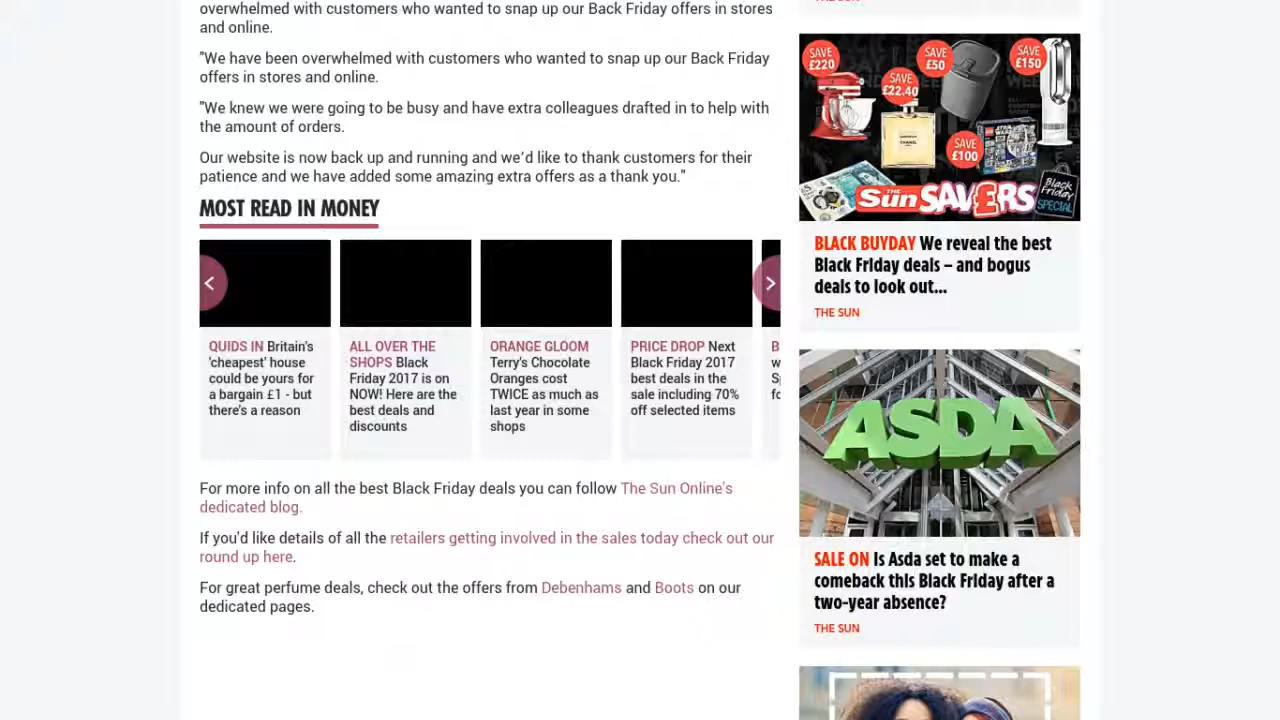 overwhelmed with customers who wanted to snap up our Back Friday offers in stores
and online.
"We have been overwhelmed with customers who wanted to snap up our Back Friday
offers in stores and online.
"We knew we were going to be busy and have extra colleagues drafted in to help with
the amount of orders.
Our website is now back up and running and we’d like to thank customers for their
patience and we have added some amazing extra offers as a thank you."
MOST READ IN MONEY
QUIDS IN Britain's
'cheapest' house
could be yours for
a bargain £1 - but
there's a reason
ALL OVER THE
SHOPS Black
Friday 2017 is on
NOW! Here are the
best deals and
discounts
ORANGE GLOOM
Terry's Chocolate
Oranges cost
TWICE as much as
last year in some
shops
PRICE DROP Next
Black Friday 2017
best deals in the
sale including 70%
off selected items
For more info on all the best Black Friday deals you can follow The Sun Online's
dedicated blog.
If you'd like details of all the retailers getting involved in the sales today check out our
round up here.
For great perfume deals, check out the offers from Debenhams and Boots on our
dedicated pages.
SAVE
£220
SAVE
£22.40
SAVE
£50
SAVE
£150
SAVE
£100
STAR
WARS
CHANEL
THE
Sun SAVERS
Black
Friday
SPECIAL
BLACK BUYDAY We reveal the best
Black Friday deals – and bogus
deals to look out...
THE SUN
ASDA
SALE ON Is Asda set to make a
comeback this Black Friday after a
two-year absence?
THE SUN